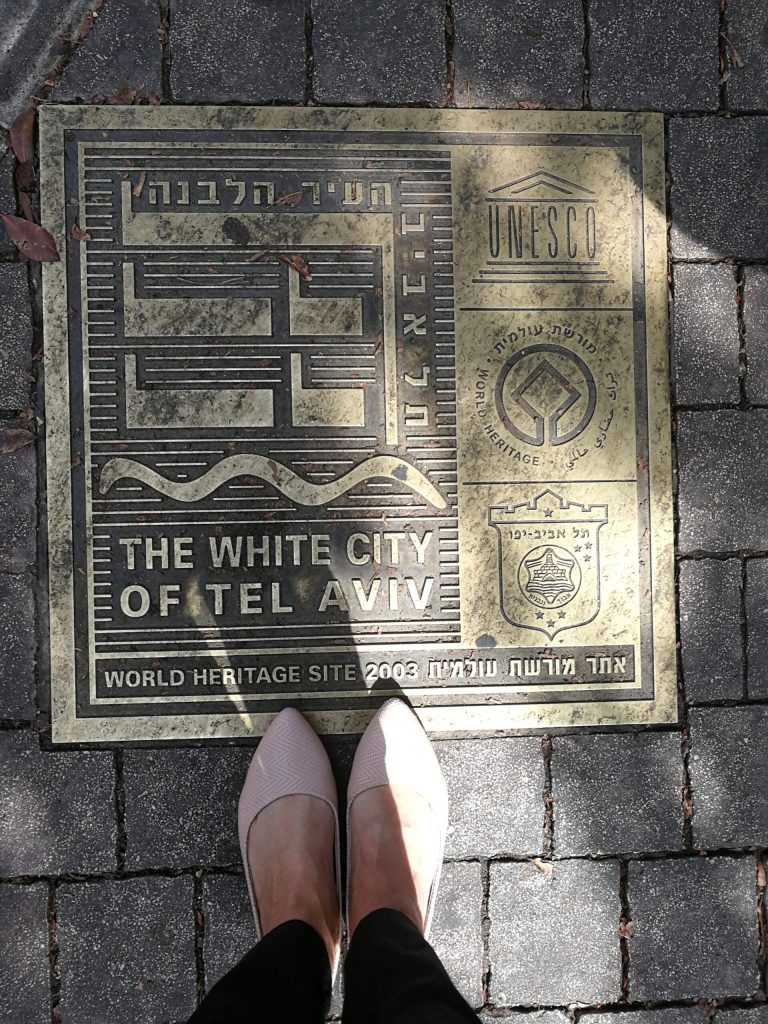 העיר הלבנה
תל אביב
THE WHITE CITY
OF TEL AVIV
UNESCO
מורשת עולמית
WORLD HERITAGE
تراث حضاري عالمي
תל אביב-יפו
WORLD HERITAGE SITE 2003 אתר מורשת עולמית